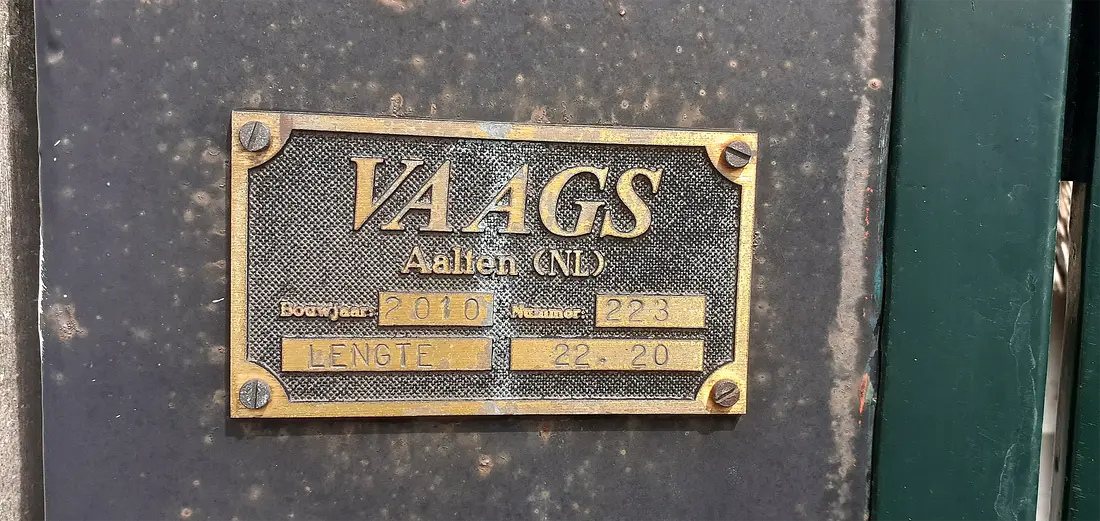 VAAGS
Aalten (NL)
Bouwjaar: 2010 Nummer: 223
LENGTE 22.20